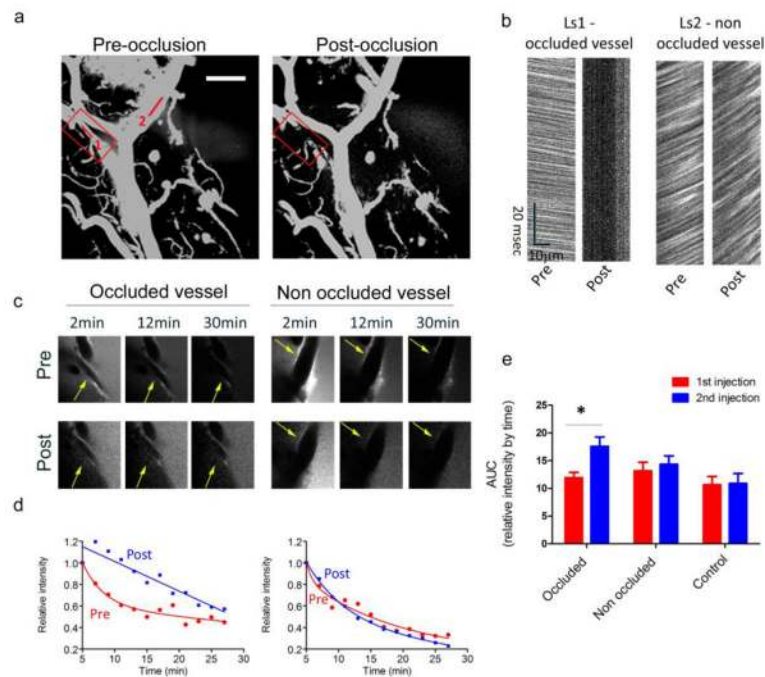 a
Pre-occlusion Post-occlusion
1
2
b
Ls1 - occluded vessel
Ls2 - non occluded vessel
20 msec
10µm
Pre Post Pre Post
c
Occluded vessel Non occluded vessel
2min 12min 30min 2min 12min 30min
Pre
Post
d
Relative intensity
1.2
1.0
0.8
0.6
0.4
0.2
Post
Pre
5 10 15 20 25 30
Time (min)
Relative intensity
1.2
1.0
0.8
0.6
0.4
0.2
Post
Pre
5 10 15 20 25 30
Time (min)
e
1st injection
2nd injection
AUC
(relative intensity by time)
25
20
15
10
5
0
*
Occluded
Non occluded
Control